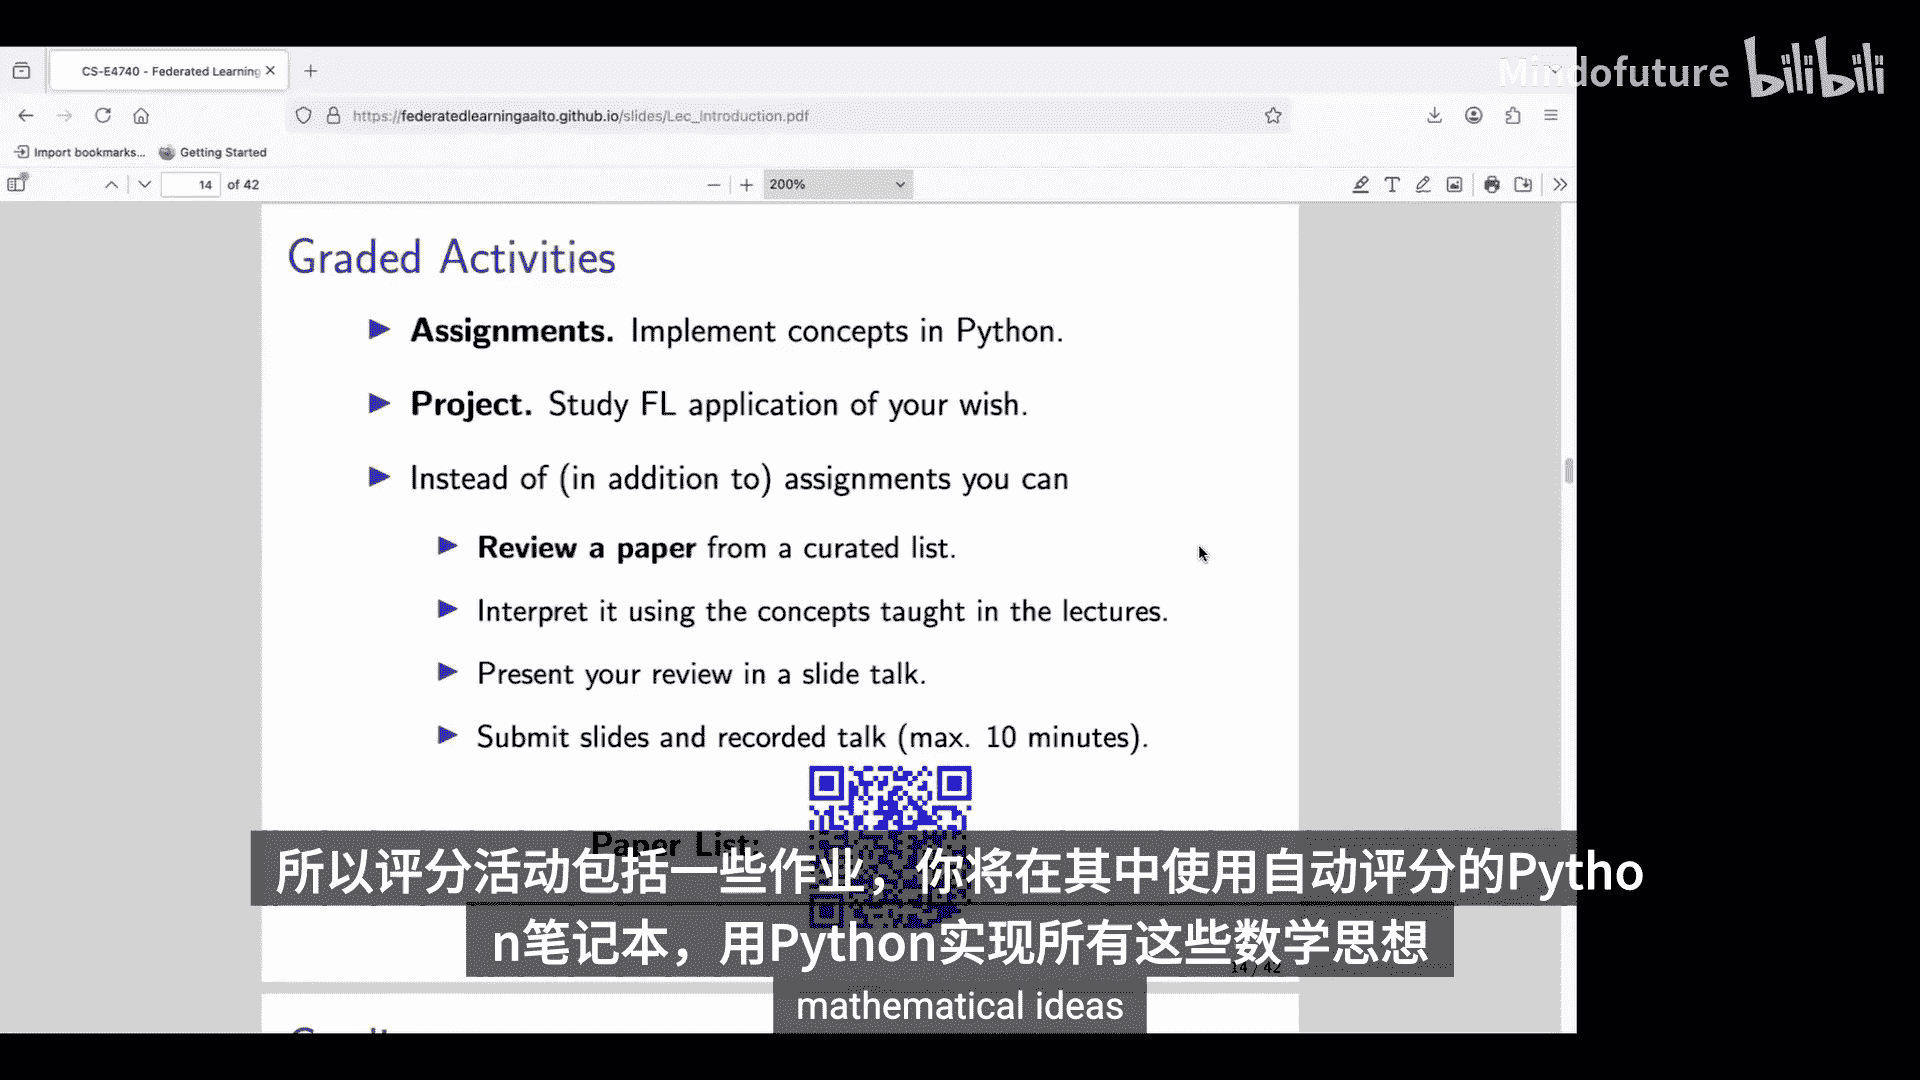 CS-E4740 - Federated Learning
Mindofuture bilibili
https://federatedlearningaalto.github.io/slides/Lec_Introduction.pdf
Import bookmarks... Getting Started
14 of 42
200%
Graded Activities
Assignments. Implement concepts in Python.
Project. Study FL application of your wish.
Instead of (in addition to) assignments you can
Review a paper from a curated list.
Interpret it using the concepts taught in the lectures.
Present your review in a slide talk.
Submit slides and recorded talk (max. 10 minutes).
Paper List:
所以评分活动包括一些作业，你将在其中使用自动评分的Pytho
n笔记本，用Python实现所有这些数学思想
14 / 42
mathematical ideas